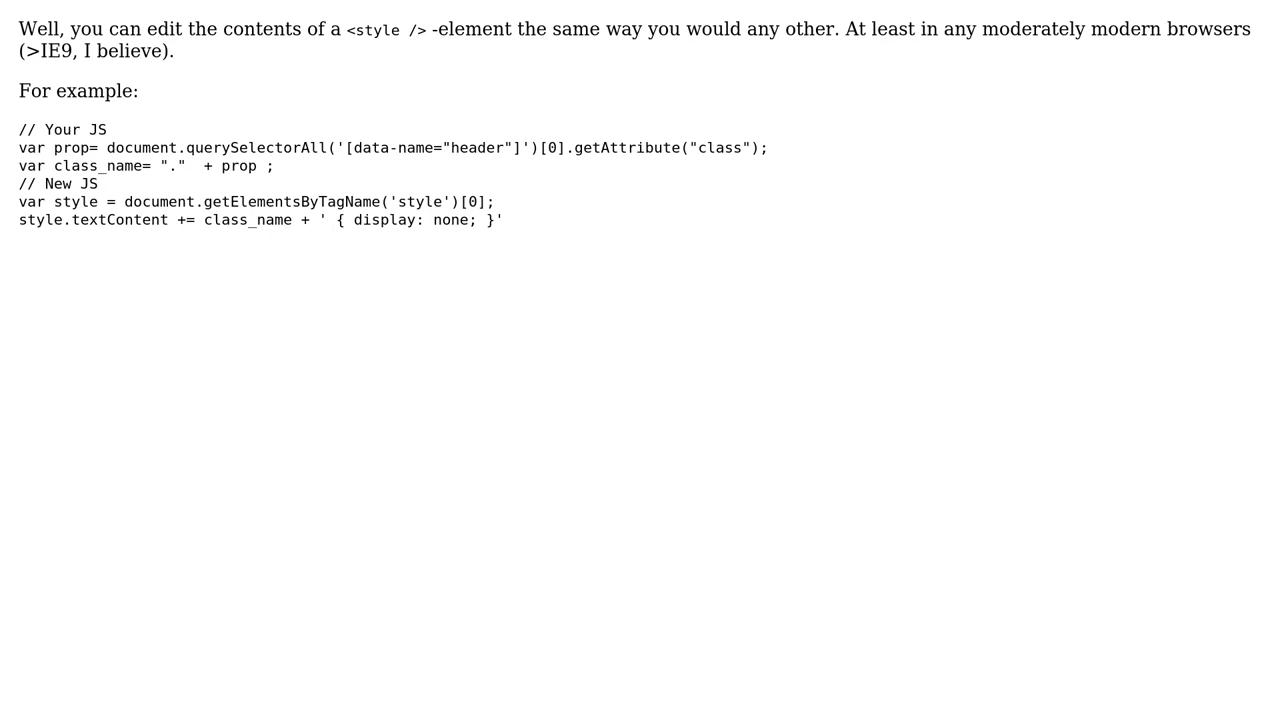 Well, you can edit the contents of a <style /> -element the same way you would any other. At least in any moderately modern browsers
(>IE9, I believe).
For example:
// Your JS
var prop= document.querySelectorAll('[data-name="header"]')[0].getAttribute("class");
var class_name= "."  + prop ;
// New JS
var style = document.getElementsByTagName('style')[0];
style.textContent += class_name + ' { display: none; }'